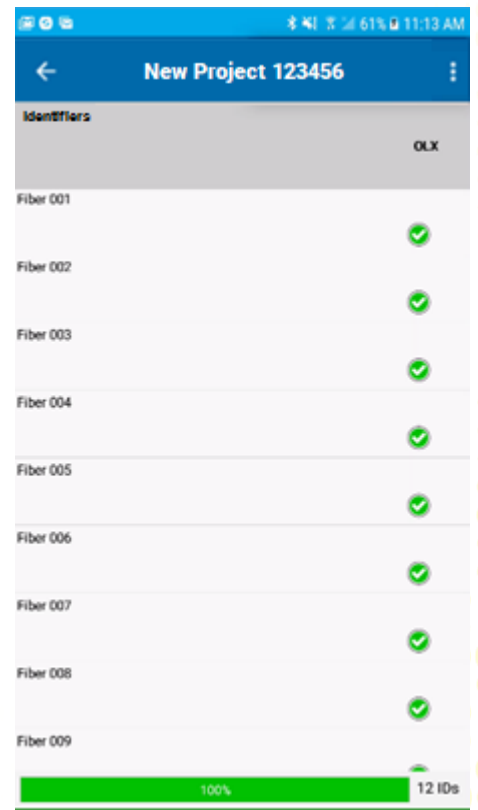 61% 11:13 AM
New Project 123456
Identifiers
OLX
Fiber 001
Fiber 002
Fiber 003
Fiber 004
Fiber 005
Fiber 006
Fiber 007
Fiber 008
Fiber 009
100% 12 IDs